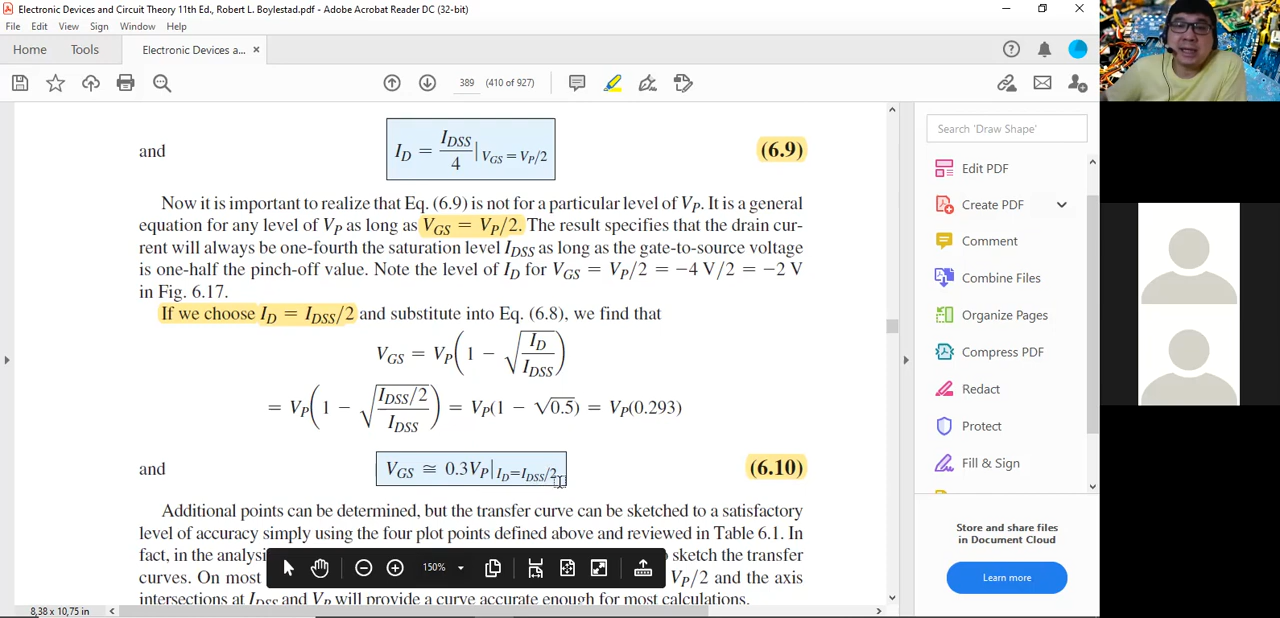 Electronic Devices and Circuit Theory 11th Ed., Robert L. Boylestad.pdf - Adobe Acrobat Reader DC (32-bit)
File Edit View Sign Window Help
Home Tools Electronic Devices a... ×
389 (410 of 927)
and I_D = I_DSS/4 |V_GS = V_P/2 (6.9)
Now it is important to realize that Eq. (6.9) is not for a particular level of V_P. It is a general
equation for any level of V_P as long as V_GS = V_P/2. The result specifies that the drain cur-
rent will always be one-fourth the saturation level I_DSS as long as the gate-to-source voltage
is one-half the pinch-off value. Note the level of I_D for V_GS = V_P/2 = −4 V/2 = −2 V
in Fig. 6.17.
If we choose I_D = I_DSS/2 and substitute into Eq. (6.8), we find that
V_GS = V_P(1 − √(I_D/I_DSS))
= V_P(1 − √((I_DSS/2)/I_DSS)) = V_P(1 − √0.5) = V_P(0.293)
and V_GS ≅ 0.3V_P|I_D=I_DSS/2 (6.10)
Additional points can be determined, but the transfer curve can be sketched to a satisfactory
level of accuracy simply using the four plot points defined above and reviewed in Table 6.1. In
fact, in the analysi sketch the transfer
curves. On most V_P/2 and the axis
intersections at I_DSS and V_P will provide a curve accurate enough for most calculations.
150%
8,38 x 10,75 in
Search 'Draw Shape'
Edit PDF
Create PDF
Comment
Combine Files
Organize Pages
Compress PDF
Redact
Protect
Fill & Sign
Store and share files
in Document Cloud
Learn more